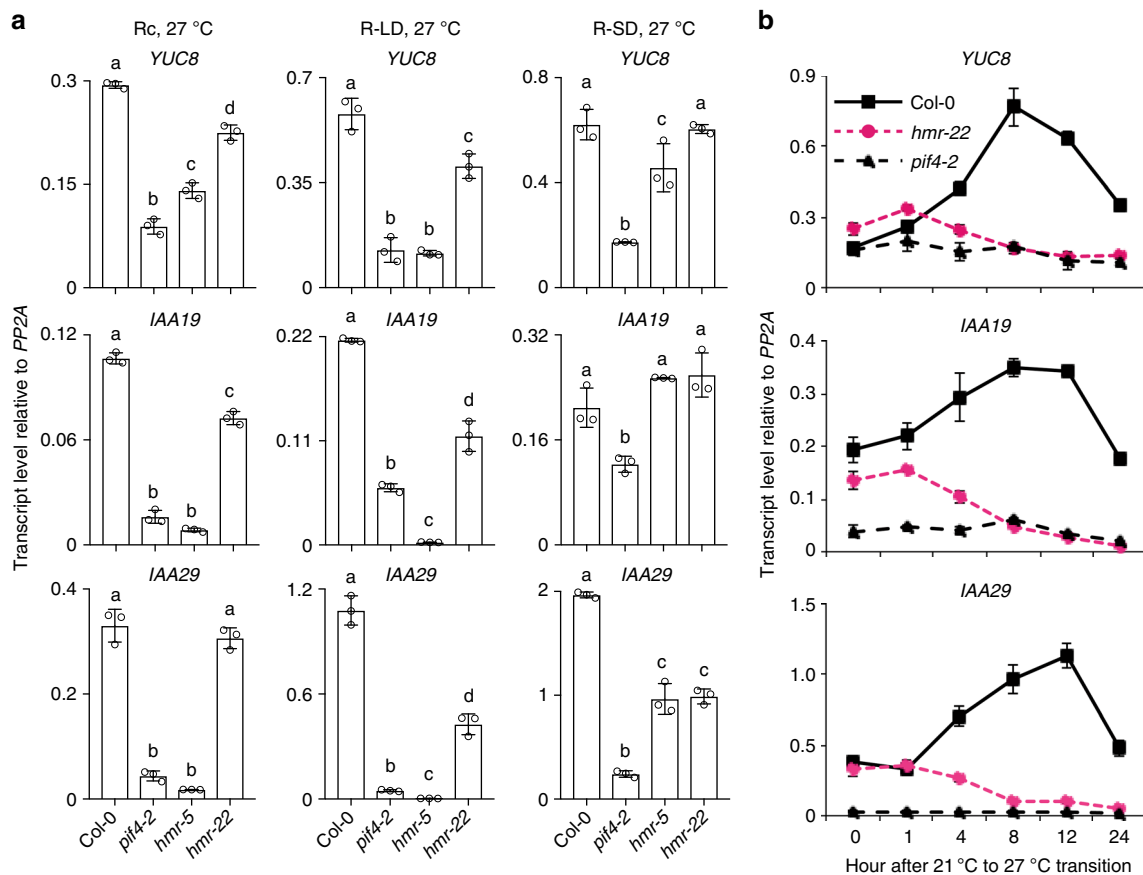 a
Rc, 27 °C
R-LD, 27 °C
R-SD, 27 °C
b
YUC8
YUC8
YUC8
YUC8
0.3
0.15
0
a
b
c
d
0.7
0.35
0
a
b
b
c
0.8
0.4
0
a
b
c
a
0.9
0.6
0.3
0
Col-0
hmr-22
pif4-2
Transcript level relative to PP2A
IAA19
IAA19
IAA19
IAA19
0.12
0.06
0
a
b
b
c
0.22
0.11
0
a
b
c
d
0.32
0.16
0
a
b
a
a
Transcript level relative to PP2A
0.4
0.3
0.2
0.1
0
IAA29
IAA29
IAA29
IAA29
0.4
0.2
0
a
b
b
a
1.2
0.6
0
a
b
c
d
2
1
0
a
b
c
c
1.5
1.0
0.5
0
Col-0
pif4-2
hmr-5
hmr-22
Col-0
pif4-2
hmr-5
hmr-22
Col-0
pif4-2
hmr-5
hmr-22
0 1 4 8 12 24
Hour after 21 °C to 27 °C transition